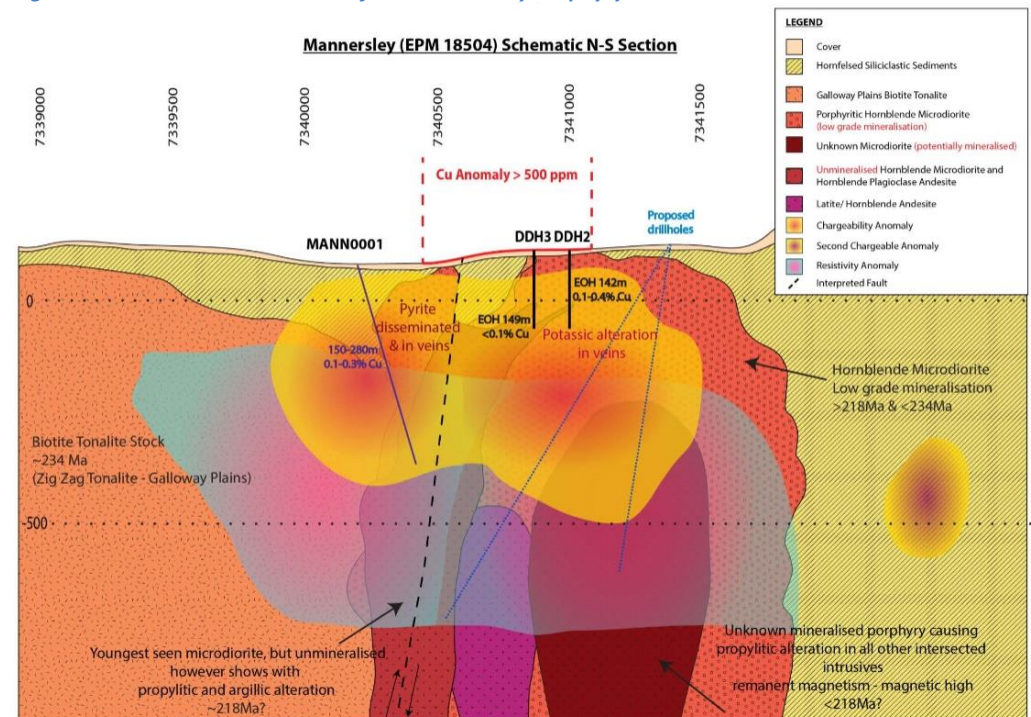 Mannersley (EPM 18504) Schematic N-S Section
7339000
7339500
7340000
7340500
7341000
7341500
LEGEND
Cover
Hornfelsed Siliciclastic Sediments
Galloway Plains Biotite Tonalite
Porphyritic Hornblende Microdiorite
(low grade mineralisation)
Unknown Microdiorite (potentially mineralised)
Unmineralised Hornblende Microdiorite and
Hornblende Plagioclase Andesite
Latite/ Hornblende Andesite
Chargeability Anomaly
Second Chargeable Anomaly
Resistivity Anomaly
Interpreted Fault
Cu Anomaly > 500 ppm
MANN0001
DDH3 DDH2
Proposed
drillholes
0
EOH 142m
0,1-0.4% Cu
EOH 149m
<0.1% Cu
Pyrite
disseminated
& in veins
Potassic alteration
in veins
150-280m
0.1-0.3% Cu
Hornblende Microdiorite
Low grade mineralisation
>218Ma & <234Ma
Biotite Tonalite Stock
~234 Ma
(Zig Zag Tonalite - Galloway Plains)
-500
Youngest seen microdiorite, but unmineralised
however shows with
propylitic and argillic alteration
~218Ma?
Unknown mineralised porphyry causing
propylitic alteration in all other intersected
intrusives
remanent magnetism - magnetic high
<218Ma?